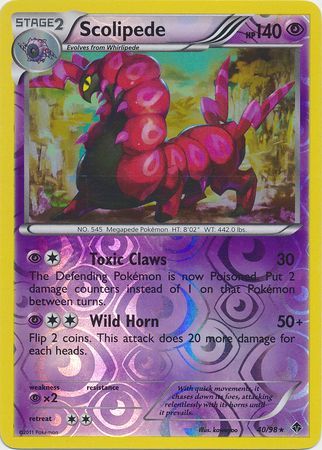 STAGE2
Scolipede
HP140
Evolves from Whirlipede
NO. 545 Megapede Pokémon HT: 8'02" WT: 442.0 lbs.
Toxic Claws 30
The Defending Pokémon is now Poisoned. Put 2
damage counters instead of 1 on that Pokémon
between turns.
Wild Horn 50+
Flip 2 coins. This attack does 20 more damage for
each heads.
weakness resistance
×2
retreat
With quick movements, it
chases down its foes, attacking
relentlessly with its horns until
it prevails.
illus.
40/98 ★
©2011 Pokémon